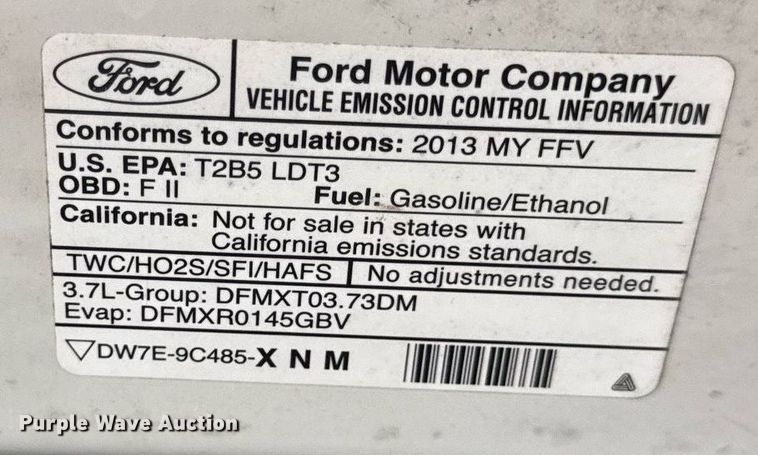 Ford
Ford Motor Company
VEHICLE EMISSION CONTROL INFORMATION
Conforms to regulations: 2013 MY FFV
U.S. EPA: T2B5 LDT3
OBD: F II Fuel: Gasoline/Ethanol
California: Not for sale in states with
California emissions standards.
TWC/HO2S/SFI/HAFS No adjustments needed.
3.7L-Group: DFMXT03.73DM
Evap: DFMXR0145GBV
DW7E-9C485-X N M
Purple Wave Auction